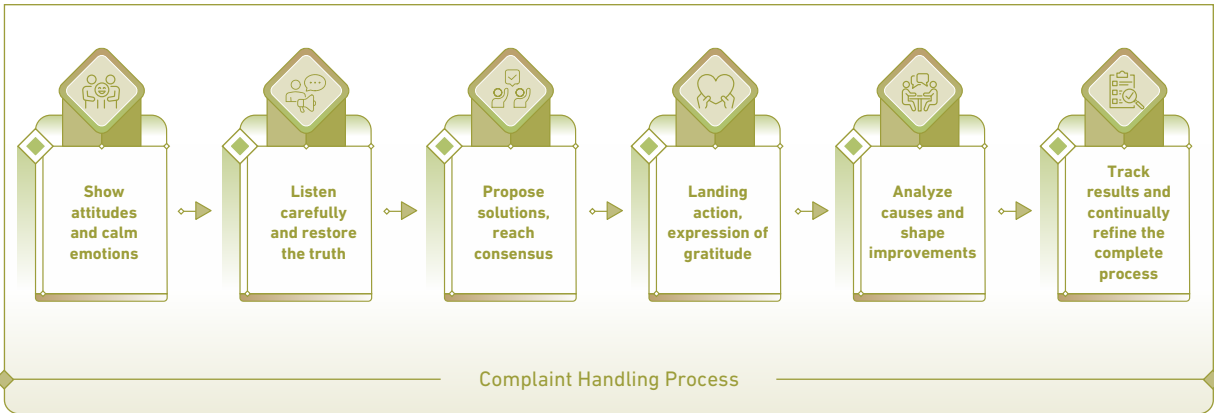 Show
attitudes
and calm
emotions
Listen
carefully
and restore
the truth
Propose
solutions,
reach
consensus
Landing
action,
expression of
gratitude
Analyze
causes and
shape
improvements
Track
results and
continually
refine the
complete
process
Complaint Handling Process